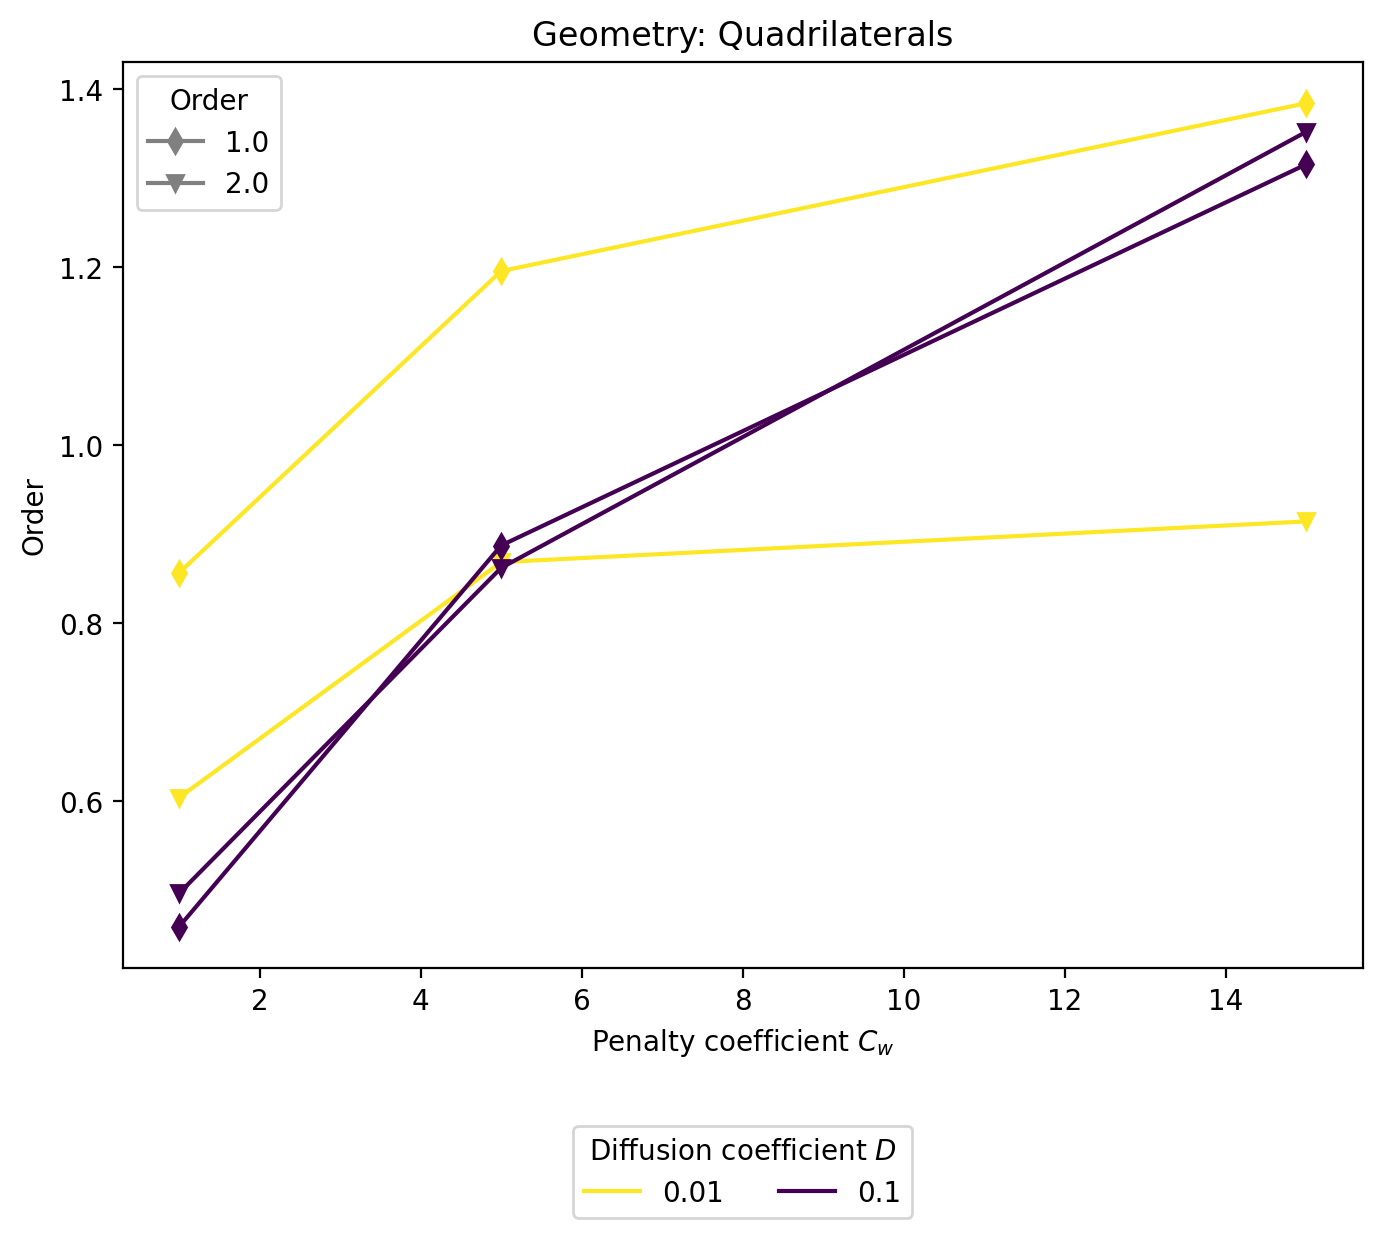 Geometry: Quadrilaterals
Order
1.0
2.0
1.4
1.2
1.0
0.8
0.6
Order
2 4 6 8 10 12 14
Penalty coefficient C_w
Diffusion coefficient D
0.01 0.1